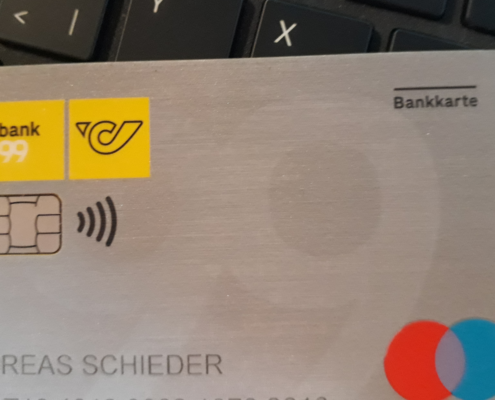 < |
Y
X
Bankkarte
bank
99
REAS SCHIEDER